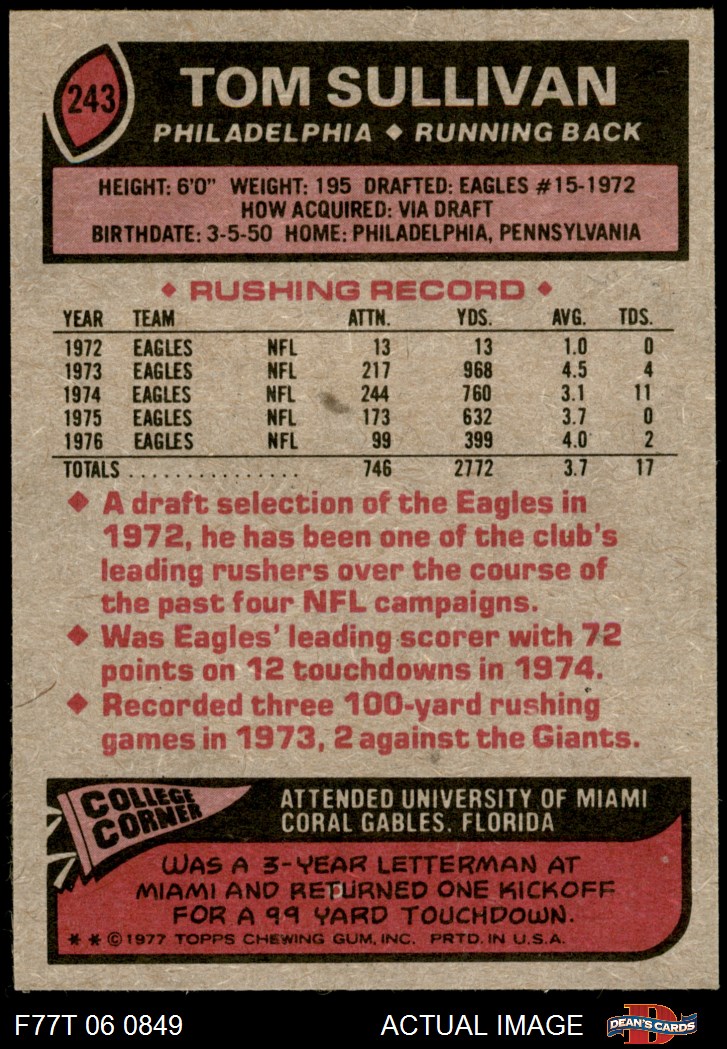 243
TOM SULLIVAN
PHILADELPHIA ♦ RUNNING BACK
HEIGHT: 6'0" WEIGHT: 195 DRAFTED: EAGLES #15-1972
HOW ACQUIRED: VIA DRAFT
BIRTHDATE: 3-5-50 HOME: PHILADELPHIA, PENNSYLVANIA
♦ RUSHING RECORD ♦
YEAR TEAM ATTN. YDS. AVG. TDS.
1972 EAGLES NFL 13 13 1.0 0
1973 EAGLES NFL 217 968 4.5 4
1974 EAGLES NFL 244 760 3.1 11
1975 EAGLES NFL 173 632 3.7 0
1976 EAGLES NFL 99 399 4.0 2
TOTALS ................ 746 2772 3.7 17
♦ A draft selection of the Eagles in
1972, he has been one of the club's
leading rushers over the course of
the past four NFL campaigns.
♦ Was Eagles' leading scorer with 72
points on 12 touchdowns in 1974.
♦ Recorded three 100-yard rushing
games in 1973, 2 against the Giants.
COLLEGE
CORNER
ATTENDED UNIVERSITY OF MIAMI
CORAL GABLES, FLORIDA
WAS A 3-YEAR LETTERMAN AT
MIAMI AND RETURNED ONE KICKOFF
FOR A 99 YARD TOUCHDOWN.
* * © 1977 TOPPS CHEWING GUM, INC. PRTD. IN U.S.A.
F77T 06 0849 ACTUAL IMAGE
D
DEAN'S CARDS